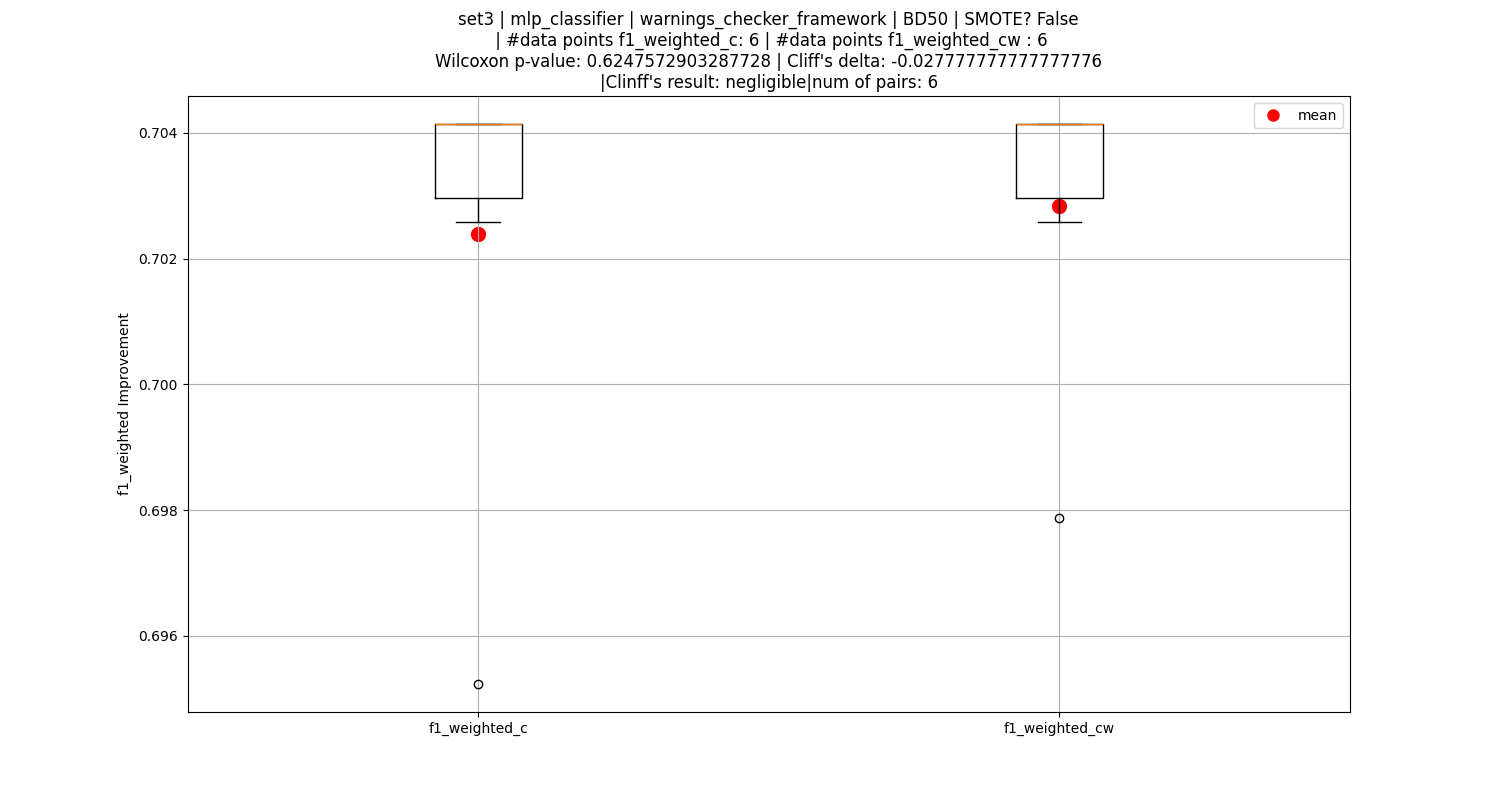 set3 | mlp_classifier | warnings_checker_framework | BD50 | SMOTE? False
| #data points f1_weighted_c: 6 | #data points f1_weighted_cw : 6
Wilcoxon p-value: 0.6247572903287728 | Cliff's delta: -0.027777777777777776
|Clinff's result: negligible|num of pairs: 6
mean
0.704
0.702
0.700
0.698
0.696
f1_weighted Improvement
f1_weighted_c
f1_weighted_cw